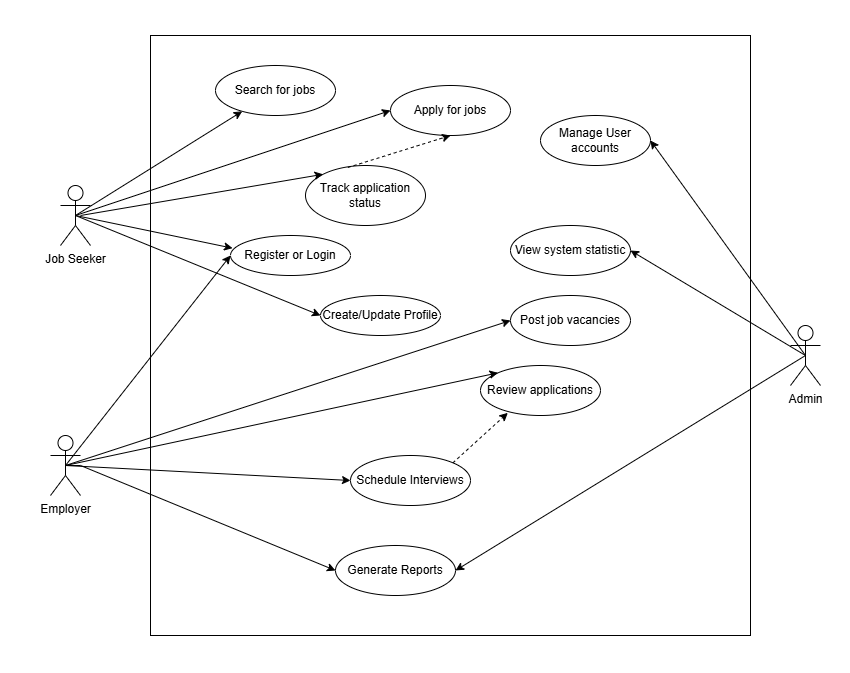 Search for jobs
Apply for jobs
Manage User
accounts
Track application
status
Job Seeker
Register or Login
View system statistic
Create/Update Profile
Post job vacancies
Review applications
Admin
Schedule Interviews
Employer
Generate Reports